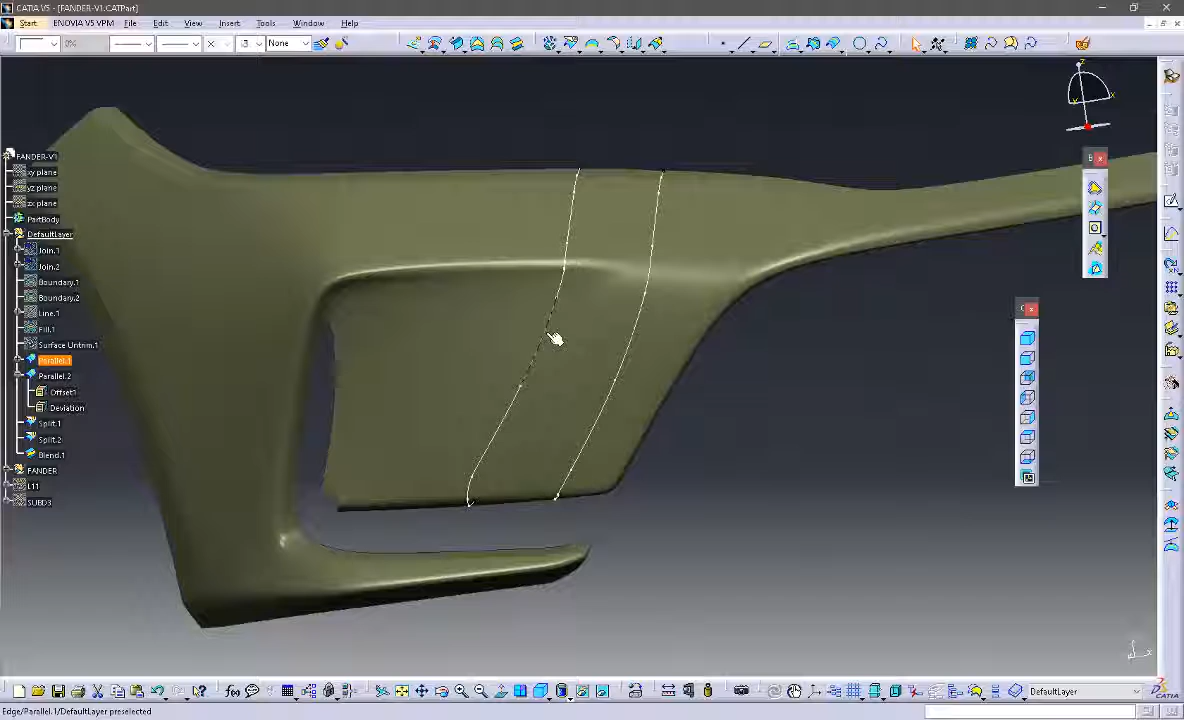 CATIA V5 - [FANDER-V1.CATPart]
Start ENOVIA V5 VPM File Edit View Insert Tools Window Help
0% 3 None
FANDER-V1
xy plane
yz plane
zx plane
PartBody
DefaultLayer
Join.1
Join.2
Boundary.1
Boundary.2
Line.1
Fill.1
Surface Untrim.1
Parallel.1
Parallel.2
Offset1
Deviation
Split.1
Split.2
Blend.1
FANDER
L11
SUBD3
DefaultLayer
CATIA
Edge/Parallel.1/DefaultLayer preselected